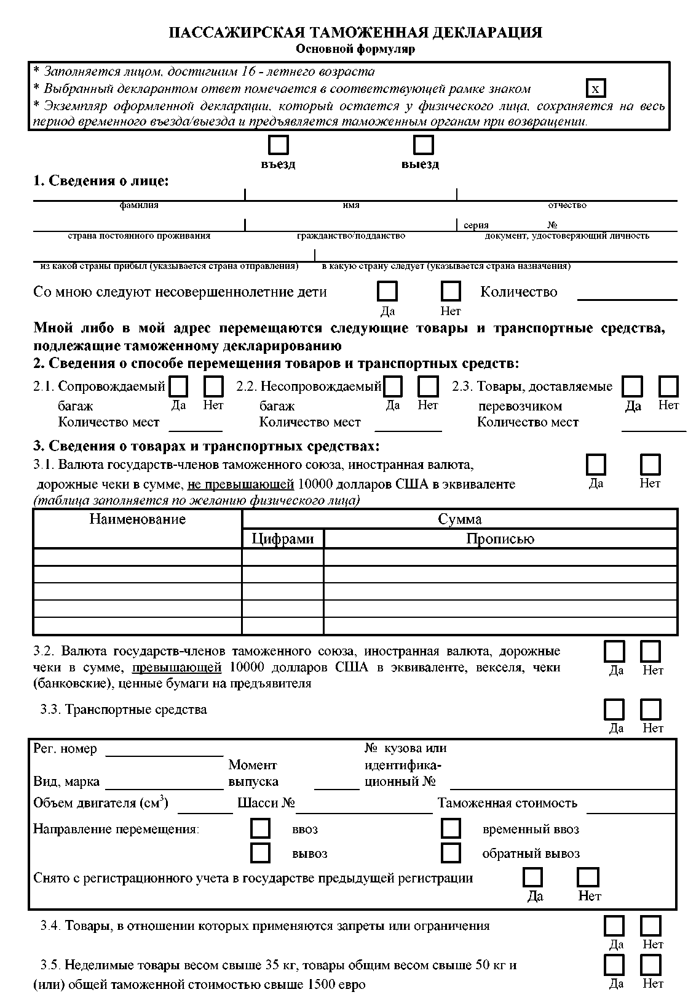 ПАССАЖИРСКАЯ ТАМОЖЕННАЯ ДЕКЛАРАЦИЯ
Основной формуляр
* Заполняется лицом, достигшим 16 - летнего возраста
* Выбранный декларантом ответ помечается в соответствующей рамке знаком x
* Экземпляр оформленной декларации, который остается у физического лица, сохраняется на весь
период временного въезда/выезда и предъявляется таможенным органам при возвращении.
въезд выезд
1. Сведения о лице:
фамилия имя отчество
серия №
страна постоянного проживания гражданство/подданство документ, удостоверяющий личность
из какой страны прибыл (указывается страна отправления) в какую страну следует (указывается страна назначения)
Со мною следуют несовершеннолетние дети Количество
Да Нет
Мной либо в мой адрес перемещаются следующие товары и транспортные средства,
подлежащие таможенному декларированию
2. Сведения о способе перемещения товаров и транспортных средств:
2.1. Сопровождаемый 2.2. Несопровождаемый 2.3. Товары, доставляемые
багаж Да Нет багаж Да Нет перевозчиком Да Нет
Количество мест Количество мест Количество мест
3. Сведения о товарах и транспортных средствах:
3.1. Валюта государств-членов таможенного союза, иностранная валюта,
дорожные чеки в сумме, не превышающей 10000 долларов США в эквиваленте Да Нет
(таблица заполняется по желанию физического лица)
Наименование Сумма
Цифрами Прописью
3.2. Валюта государств-членов таможенного союза, иностранная валюта, дорожные
чеки в сумме, превышающей 10000 долларов США в эквиваленте, векселя, чеки Да Нет
(банковские), ценные бумаги на предъявителя
3.3. Транспортные средства
Да Нет
Рег. номер № кузова или
Момент идентифика-
Вид, марка выпуска ционный №
Объем двигателя (см3) Шасси № Таможенная стоимость
Направление перемещения: ввоз временный ввоз
вывоз обратный вывоз
Снято с регистрационного учета в государстве предыдущей регистрации
Да Нет
3.4. Товары, в отношении которых применяются запреты или ограничения
Да Нет
3.5. Неделимые товары весом свыше 35 кг, товары общим весом свыше 50 кг и
(или) общей таможенной стоимостью свыше 1500 евро Да Нет